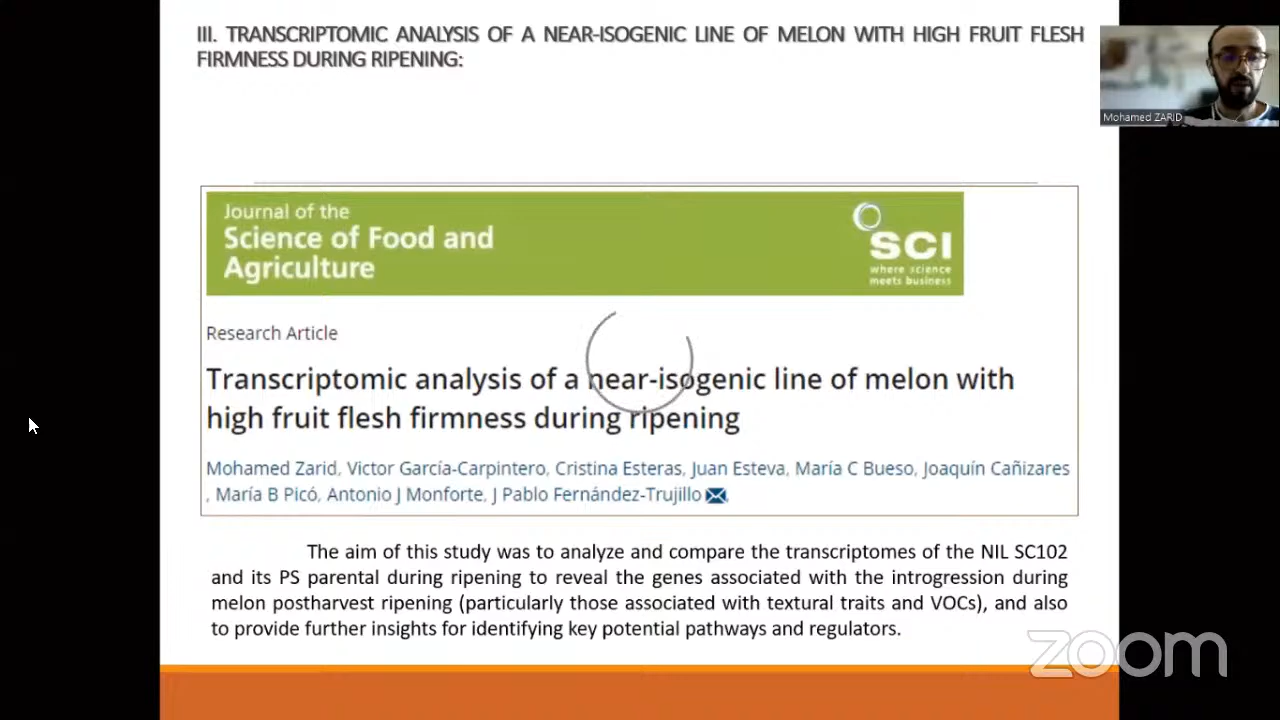 III. TRANSCRIPTOMIC ANALYSIS OF A NEAR-ISOGENIC LINE OF MELON WITH HIGH FRUIT FLESH
FIRMNESS DURING RIPENING:
Mohamed ZARID
Journal of the
Science of Food and
Agriculture
SCI
where science
meets business
Research Article
Transcriptomic analysis of a near-isogenic line of melon with
high fruit flesh firmness during ripening
Mohamed Zarid, Victor García-Carpintero, Cristina Esteras, Juan Esteva, María C Bueso, Joaquín Cañizares
, María B Picó, Antonio J Monforte, J Pablo Fernández-Trujillo
The aim of this study was to analyze and compare the transcriptomes of the NIL SC102
and its PS parental during ripening to reveal the genes associated with the introgression during
melon postharvest ripening (particularly those associated with textural traits and VOCs), and also
to provide further insights for identifying key potential pathways and regulators.
zoom